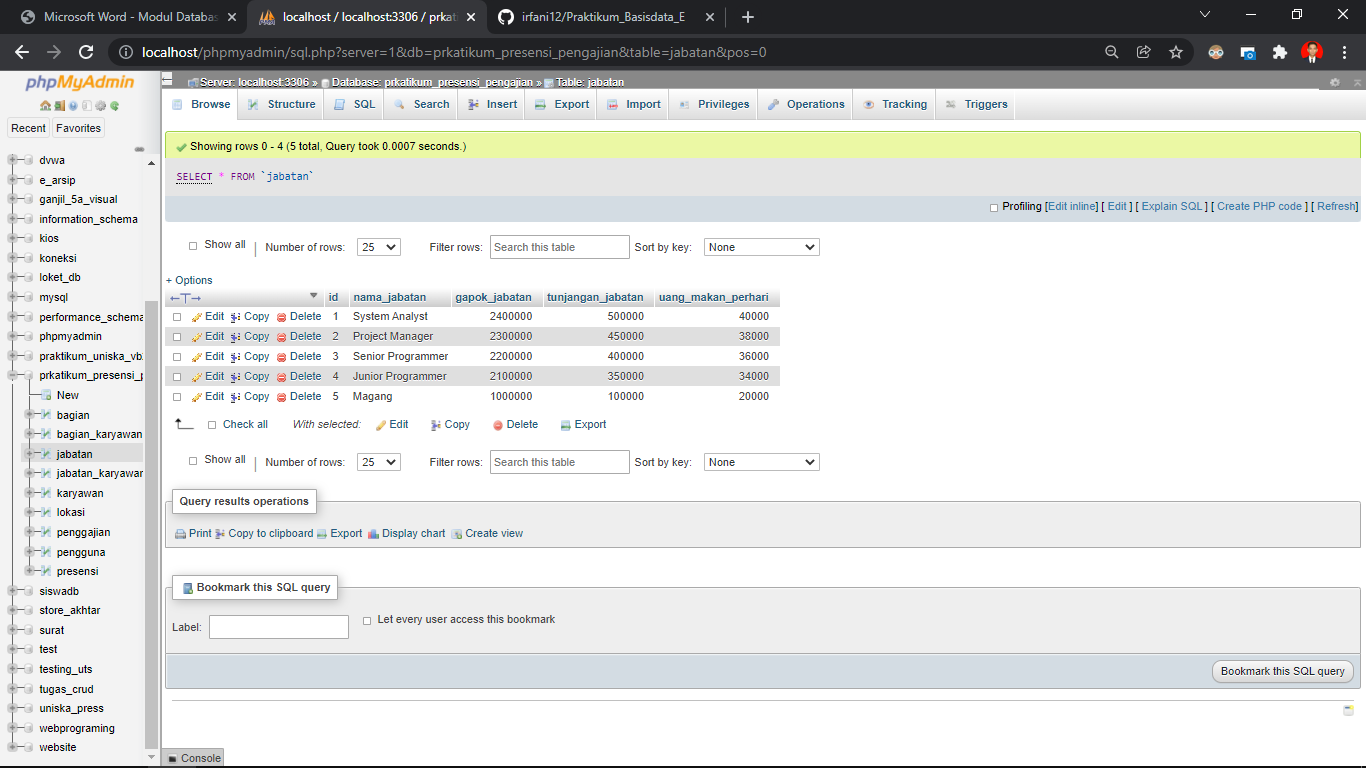 Microsoft Word - Modul Databas
localhost / localhost:3306 / prkati
irfani12/Praktikum_Basisdata_E
localhost/phpmyadmin/sql.php?server=1&db=prkatikum_presensi_pengajian&table=jabatan&pos=0
phpMyAdmin
Recent
Favorites
dvwa
e_arsip
ganjil_5a_visual
information_schema
kios
koneksi
loket_db
mysql
performance_schema
phpmyadmin
praktikum_uniska_vb
prkatikum_presensi_p
New
bagian
bagian_karyawan
jabatan
jabatan_karyawan
karyawan
lokasi
penggajian
pengguna
presensi
siswadb
store_akhtar
surat
test
testing_uts
tugas_crud
uniska_press
webprograming
website
Server: localhost:3306 » Database: prkatikum_presensi_pengajian » Table: jabatan
Browse Structure SQL Search Insert Export Import Privileges Operations Tracking Triggers
Showing rows 0 - 4 (5 total, Query took 0.0007 seconds.)
SELECT * FROM `jabatan`
Profiling [Edit inline] [ Edit ] [ Explain SQL ] [ Create PHP code ] [ Refresh]
Show all | Number of rows: 25 Filter rows: Search this table Sort by key: None
+ Options
←T→ id nama_jabatan gapok_jabatan tunjangan_jabatan uang_makan_perhari
Edit Copy Delete 1 System Analyst 2400000 500000 40000
Edit Copy Delete 2 Project Manager 2300000 450000 38000
Edit Copy Delete 3 Senior Programmer 2200000 400000 36000
Edit Copy Delete 4 Junior Programmer 2100000 350000 34000
Edit Copy Delete 5 Magang 1000000 100000 20000
Check all With selected: Edit Copy Delete Export
Show all | Number of rows: 25 Filter rows: Search this table Sort by key: None
Query results operations
Print Copy to clipboard Export Display chart Create view
Bookmark this SQL query
Label: Let every user access this bookmark
Bookmark this SQL query
Console